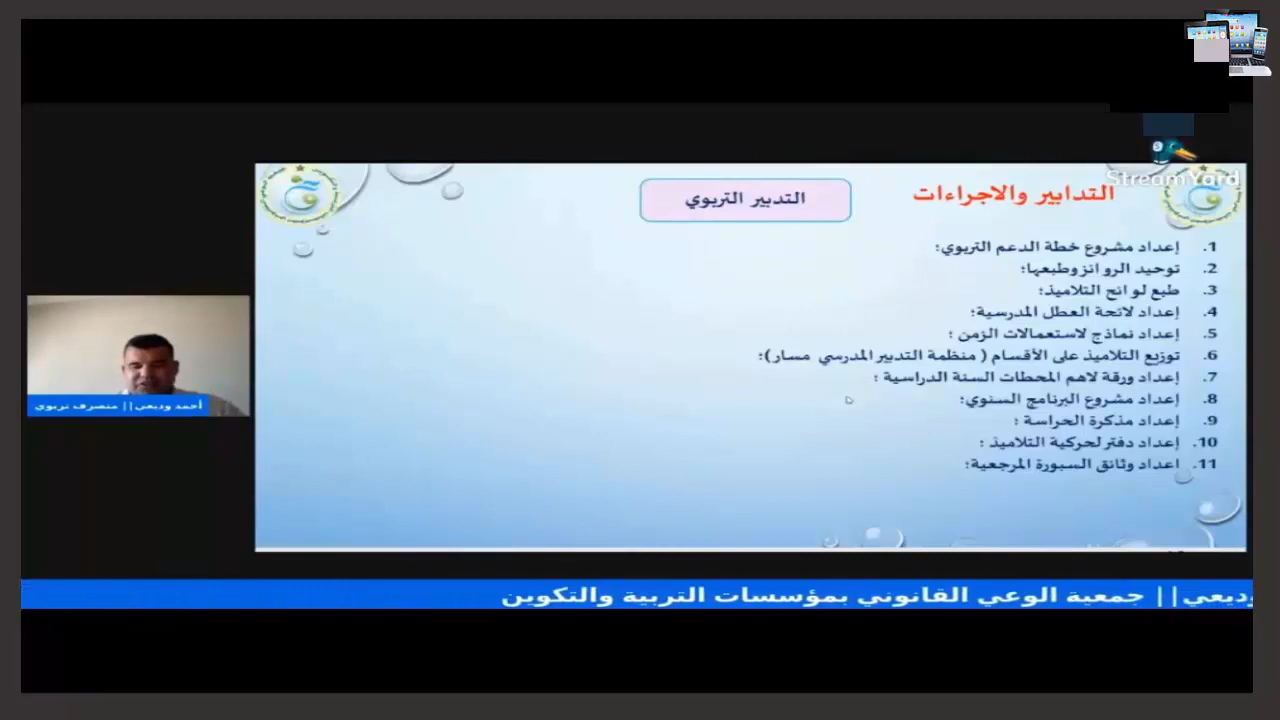 StreamYard
التدابير والاجراءات
التدبير التربوي
1. إعداد مشروع خطة الدعم التربوي؛
2. توحيد الروائز وطبعها؛
3. طبع لوائح التلاميذ؛
4. إعداد لائحة العطل المدرسية؛
5. إعداد نماذج لاستعمالات الزمن ؛
6. توزيع التلاميذ على الأقسام ( منظمة التدبير المدرسي مسار)؛
7. إعداد ورقة لاهم المحطات السنة الدراسية ؛
8. إعداد مشروع البرنامج السنوي؛
9. إعداد مذكرة الحراسة ؛
10. إعداد دفتر لحركية التلاميذ ؛
11. اعداد وثائق السبورة المرجعية؛
أحمد وديعي|| متصرف تربوي
وديعي|| جمعية الوعي القانوني بمؤسسات التربية والتكوين